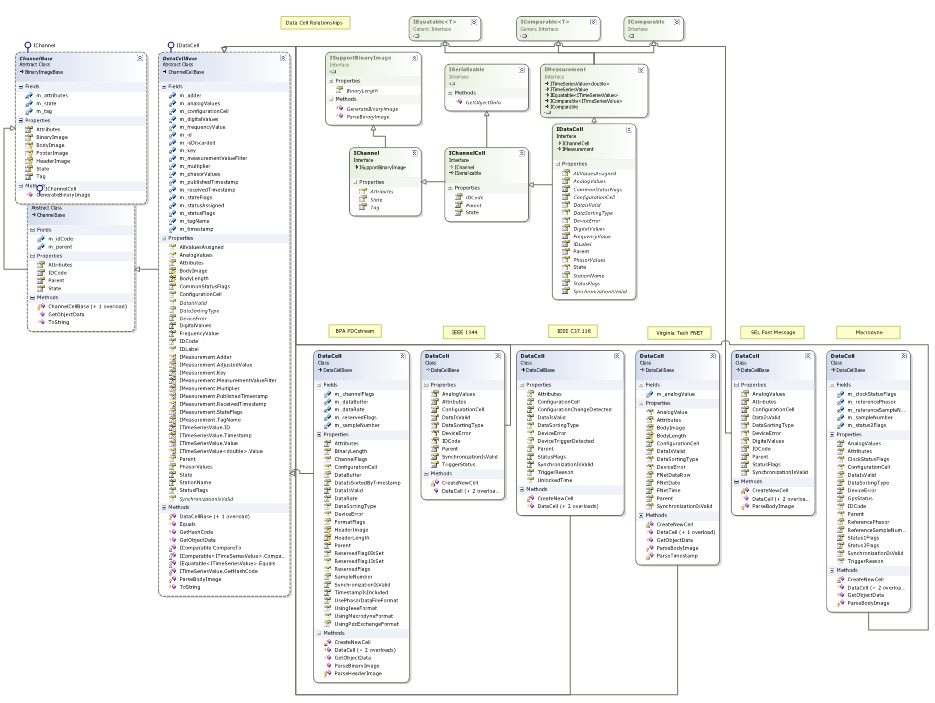 Data Cell Relationships
IEquatable<T>
Generic Interface
IComparable<T>
Generic Interface
IComparable
Interface
IChannel
ChannelBase
Abstract Class
BinaryImageBase
Fields
m_attributes
m_state
m_tag
Properties
Attributes
BinaryImage
BodyImage
FooterImage
HeaderImage
State
Tag
IChannelCell
GenerateBinaryImage
Abstract Class
ChannelBase
Fields
m_idCode
m_parent
Properties
Attributes
IDCode
Parent
State
Methods
ChannelCellBase (+ 1 overload)
GetObjectData
ToString
IDataCell
DataCellBase
Abstract Class
ChannelCellBase
Fields
m_adder
m_analogValues
m_configurationCell
m_digitalValues
m_frequencyValue
m_id
m_isDiscarded
m_key
m_measurementValueFilter
m_multiplier
m_phasorValues
m_publishedTimestamp
m_receivedTimestamp
m_stateFlags
m_statusAssigned
m_statusFlags
m_tagName
m_timestamp
Properties
AllValuesAssigned
AnalogValues
Attributes
BodyImage
BodyLength
CommonStatusFlags
ConfigurationCell
DataIsValid
DataSortingType
DeviceError
DigitalValues
FrequencyValue
IDCode
IDLabel
IMeasurement.Adder
IMeasurement.AdjustedValue
IMeasurement.Key
IMeasurement.MeasurementValueFilter
IMeasurement.Multiplier
IMeasurement.PublishedTimestamp
IMeasurement.ReceivedTimestamp
IMeasurement.StateFlags
IMeasurement.TagName
ITimeSeriesValue.ID
ITimeSeriesValue.Timestamp
ITimeSeriesValue.Value
ITimeSeriesValue<double>.Value
Parent
PhasorValues
State
StationName
StatusFlags
SynchronizationIsValid
Methods
DataCellBase (+ 1 overload)
Equals
GetHashCode
GetObjectData
IComparable.CompareTo
IComparable<ITimeSeriesValue>.Compa...
IEquatable<ITimeSeriesValue>.Equals
ITimeSeriesValue.GetHashCode
ParseBodyImage
ToString
ISupportBinaryImage
Interface
Properties
BinaryLength
Methods
GenerateBinaryImage
ParseBinaryImage
ISerializable
Interface
Methods
GetObjectData
IMeasurement
Interface
ITimeSeriesValue<double>
ITimeSeriesValue
IEquatable<ITimeSeriesValue>
IComparable<ITimeSeriesValue>
IComparable
IChannel
Interface
ISupportBinaryImage
Properties
Attributes
State
Tag
IChannelCell
Interface
IChannel
ISerializable
Properties
IDCode
Parent
State
IDataCell
Interface
IChannelCell
IMeasurement
Properties
AllValuesAssigned
AnalogValues
CommonStatusFlags
ConfigurationCell
DataIsValid
DataSortingType
DeviceError
DigitalValues
FrequencyValue
IDLabel
Parent
PhasorValues
State
StationName
StatusFlags
SynchronizationIsValid
BPA PDCstream
DataCell
Class
DataCellBase
Fields
m_channelFlags
m_dataBuffer
m_dataRate
m_reservedFlags
m_sampleNumber
Properties
Attributes
BinaryLength
ChannelFlags
ConfigurationCell
DataBuffer
DataIsSortedByTimestamp
DataIsValid
DataRate
DataSortingType
DeviceError
FormatFlags
HeaderImage
HeaderLength
Parent
ReservedFlag0IsSet
ReservedFlag1IsSet
ReservedFlags
SampleNumber
SynchronizationIsValid
TimestampIsIncluded
UsePhasorDataFileFormat
UsingIeeeFormat
UsingMacrodyneFormat
UsingPdcExchangeFormat
Methods
CreateNewCell
DataCell (+ 2 overloads)
GetObjectData
ParseBinaryImage
ParseHeaderImage
IEEE 1344
DataCell
Class
DataCellBase
Properties
AnalogValues
Attributes
ConfigurationCell
DataIsValid
DataSortingType
DeviceError
IDCode
Parent
SynchronizationIsValid
TriggerStatus
Methods
CreateNewCell
DataCell (+ 2 overloa...
IEEE C37.118
DataCell
Class
DataCellBase
Properties
Attributes
ConfigurationCell
ConfigurationChangeDetected
DataIsValid
DataSortingType
DeviceError
DeviceTriggerDetected
Parent
StatusFlags
SynchronizationIsValid
TriggerReason
UnlockedTime
Methods
CreateNewCell
DataCell (+ 2 overloads)
Virginia Tech FNET
DataCell
Class
DataCellBase
Fields
m_analogValue
Properties
AnalogValue
Attributes
BodyImage
BodyLength
ConfigurationCell
DataIsValid
DataSortingType
DeviceError
FNetDataRow
FNetDate
FNetTime
Parent
SynchronizationIsValid
Methods
CreateNewCell
DataCell (+ 1 overload)
GetObjectData
ParseBodyImage
ParseTimestamp
SEL Fast Message
DataCell
Class
DataCellBase
Properties
AnalogValues
Attributes
ConfigurationCell
DataIsValid
DataSortingType
DeviceError
DigitalValues
IDCode
Parent
StatusFlags
SynchronizationIsValid
Methods
CreateNewCell
DataCell (+ 2 overloa...
ParseBodyImage
Macrodyne
DataCell
Class
DataCellBase
Fields
m_clockStatusFlags
m_referencePhasor
m_referenceSampleN...
m_sampleNumber
m_status2Flags
Properties
AnalogValues
Attributes
ClockStatusFlags
ConfigurationCell
DataIsValid
DataSortingType
DeviceError
GpsStatus
IDCode
Parent
ReferencePhasor
ReferenceSampleNum...
Status1Flags
Status2Flags
SynchronizationIsValid
TriggerReason
Methods
CreateNewCell
DataCell (+ 2 overloa...
GetObjectData
ParseBodyImage